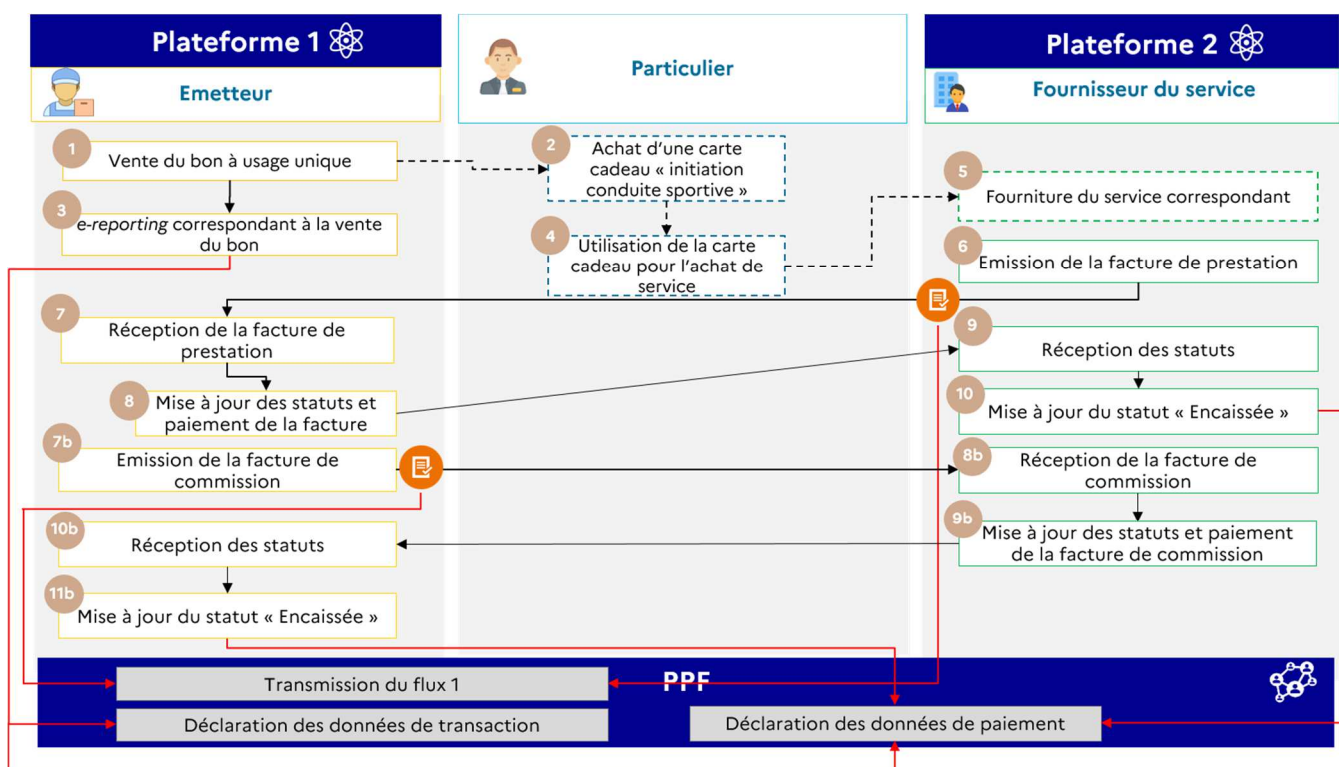 Plateforme 1
Emetteur
Particulier
Plateforme 2
Fournisseur du service
1
Vente du bon à usage unique
2
Achat d'une carte
cadeau « initiation
conduite sportive »
3
e-reporting correspondant à la vente
du bon
4
Utilisation de la carte
cadeau pour l'achat de
service
5
Fourniture du service correspondant
6
Emission de la facture de prestation
7
Réception de la facture de
prestation
8
Mise à jour des statuts et
paiement de la facture
9
Réception des statuts
10
Mise à jour du statut « Encaissée »
7b
Emission de la facture de
commission
8b
Réception de la facture de
commission
9b
Mise à jour des statuts et paiement
de la facture de commission
10b
Réception des statuts
11b
Mise à jour du statut « Encaissée »
PPF
Transmission du flux 1
Déclaration des données de transaction
Déclaration des données de paiement